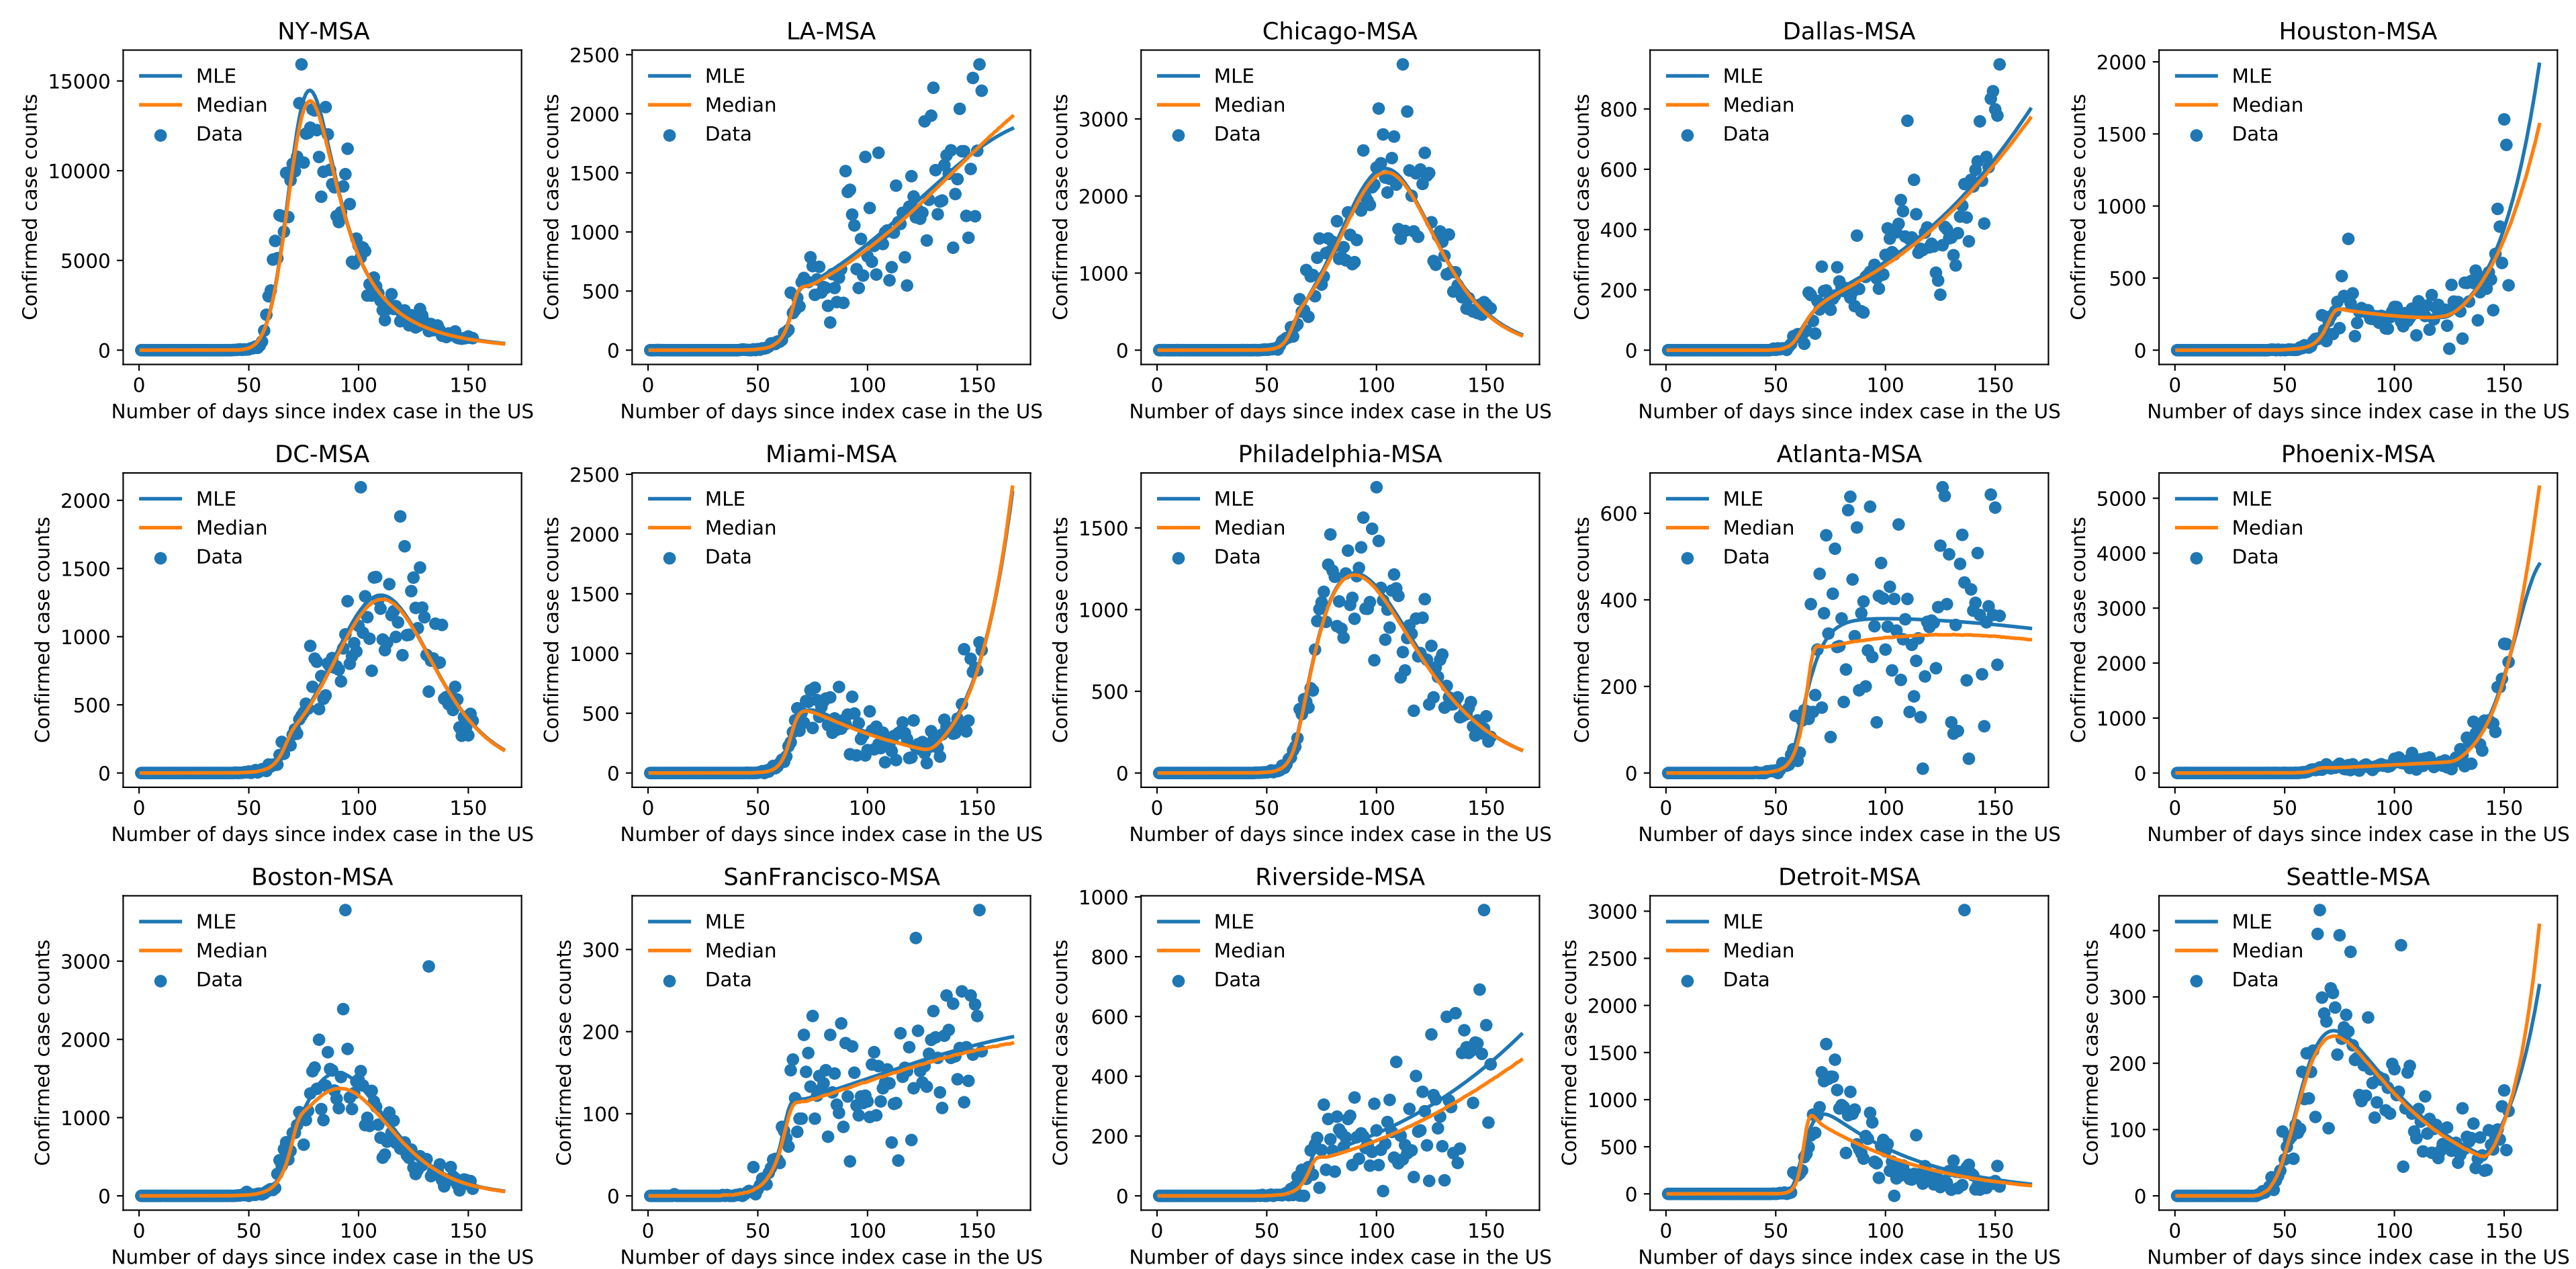 NY-MSA
Confirmed case counts
15000
10000
5000
0
MLE
Median
Data
0 50 100 150
Number of days since index case in the US
LA-MSA
Confirmed case counts
2500
2000
1500
1000
500
0
MLE
Median
Data
0 50 100 150
Number of days since index case in the US
Chicago-MSA
Confirmed case counts
3000
2000
1000
0
MLE
Median
Data
0 50 100 150
Number of days since index case in the US
Dallas-MSA
Confirmed case counts
800
600
400
200
0
MLE
Median
Data
0 50 100 150
Number of days since index case in the US
Houston-MSA
Confirmed case counts
2000
1500
1000
500
0
MLE
Median
Data
0 50 100 150
Number of days since index case in the US
DC-MSA
Confirmed case counts
2000
1500
1000
500
0
MLE
Median
Data
0 50 100 150
Number of days since index case in the US
Miami-MSA
Confirmed case counts
2500
2000
1500
1000
500
0
MLE
Median
Data
0 50 100 150
Number of days since index case in the US
Philadelphia-MSA
Confirmed case counts
1500
1000
500
0
MLE
Median
Data
0 50 100 150
Number of days since index case in the US
Atlanta-MSA
Confirmed case counts
600
400
200
0
MLE
Median
Data
0 50 100 150
Number of days since index case in the US
Phoenix-MSA
Confirmed case counts
5000
4000
3000
2000
1000
0
MLE
Median
Data
0 50 100 150
Number of days since index case in the US
Boston-MSA
Confirmed case counts
3000
2000
1000
0
MLE
Median
Data
0 50 100 150
Number of days since index case in the US
SanFrancisco-MSA
Confirmed case counts
300
200
100
0
MLE
Median
Data
0 50 100 150
Number of days since index case in the US
Riverside-MSA
Confirmed case counts
1000
800
600
400
200
0
MLE
Median
Data
0 50 100 150
Number of days since index case in the US
Detroit-MSA
Confirmed case counts
3000
2500
2000
1500
1000
500
0
MLE
Median
Data
0 50 100 150
Number of days since index case in the US
Seattle-MSA
Confirmed case counts
400
300
200
100
0
MLE
Median
Data
0 50 100 150
Number of days since index case in the US